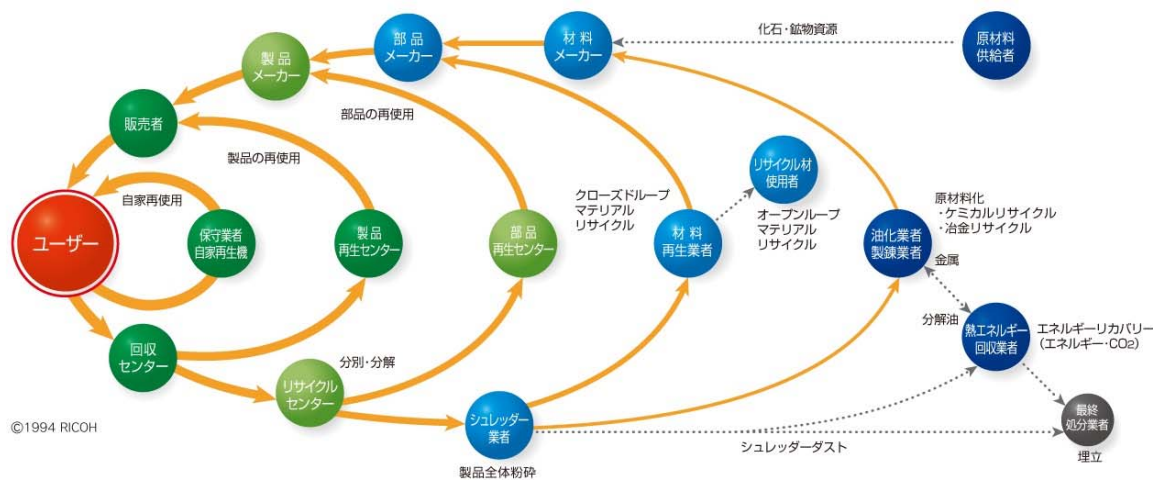 化石・鉱物資源
原材料
供給者
材 料
メーカー
部 品
メーカー
製 品
メーカー
販売者
部品の再使用
製品の再使用
自家再使用
ユーザー
保守業者
自家再生機
製 品
再生センター
部 品
再生センター
クローズドループ
マテリアル
リサイクル
材 料
再生業者
リサイクル材
使用者
オープンループ
マテリアル
リサイクル
油化業者
製錬業者
原材料化
・ケミカルリサイクル
・冶金リサイクル
金属
分解油
熱エネルギー
回収業者
エネルギーリカバリー
（エネルギー・CO2）
回収
センター
リサイクル
センター
分別・分解
シュレッダー
業者
製品全体粉砕
シュレッダーダスト
最終
処分業者
埋立
©1994 RICOH